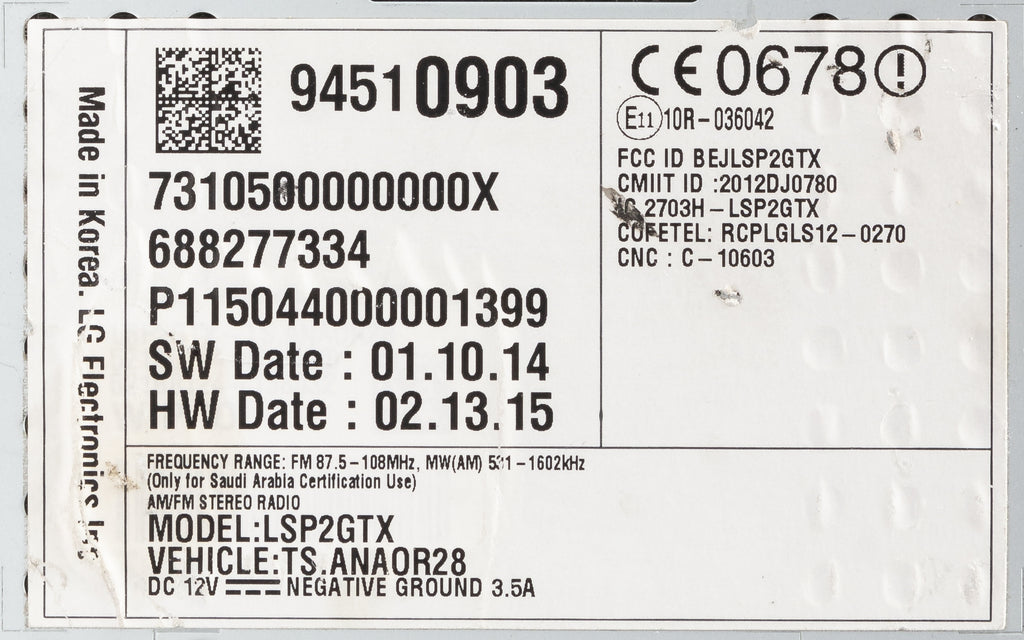 Made in Korea. LG Electronics Inc
94510903
7310500000000X
688277334
P115044000001399
SW Date : 01.10.14
HW Date : 02.13.15
CE0678
E11 10R-036042
FCC ID BEJLSP2GTX
CMIIT ID :2012DJ0780
IC 2703H-LSP2GTX
COFETEL: RCPLGLS12-0270
CNC : C-10603
FREQUENCY RANGE: FM 87.5-108MHz, MW(AM) 531-1602kHz
(Only for Saudi Arabia Certification Use)
AM/FM STEREO RADIO
MODEL:LSP2GTX
VEHICLE:TS.ANAOR28
DC 12V NEGATIVE GROUND 3.5A